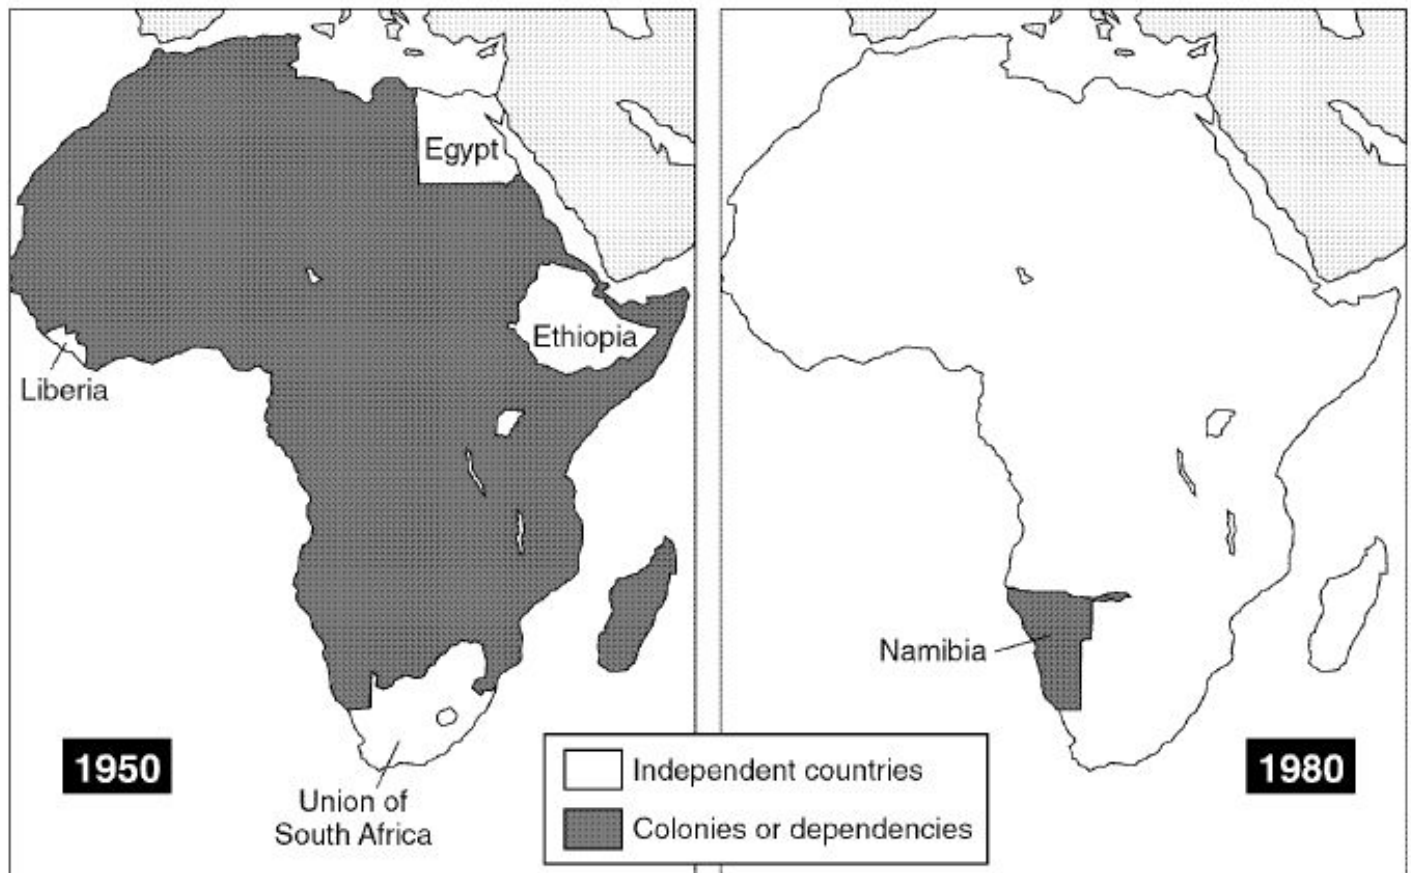 Egypt
Ethiopia
Liberia
Union of
South Africa
1950
Namibia
1980
Independent countries
Colonies or dependencies